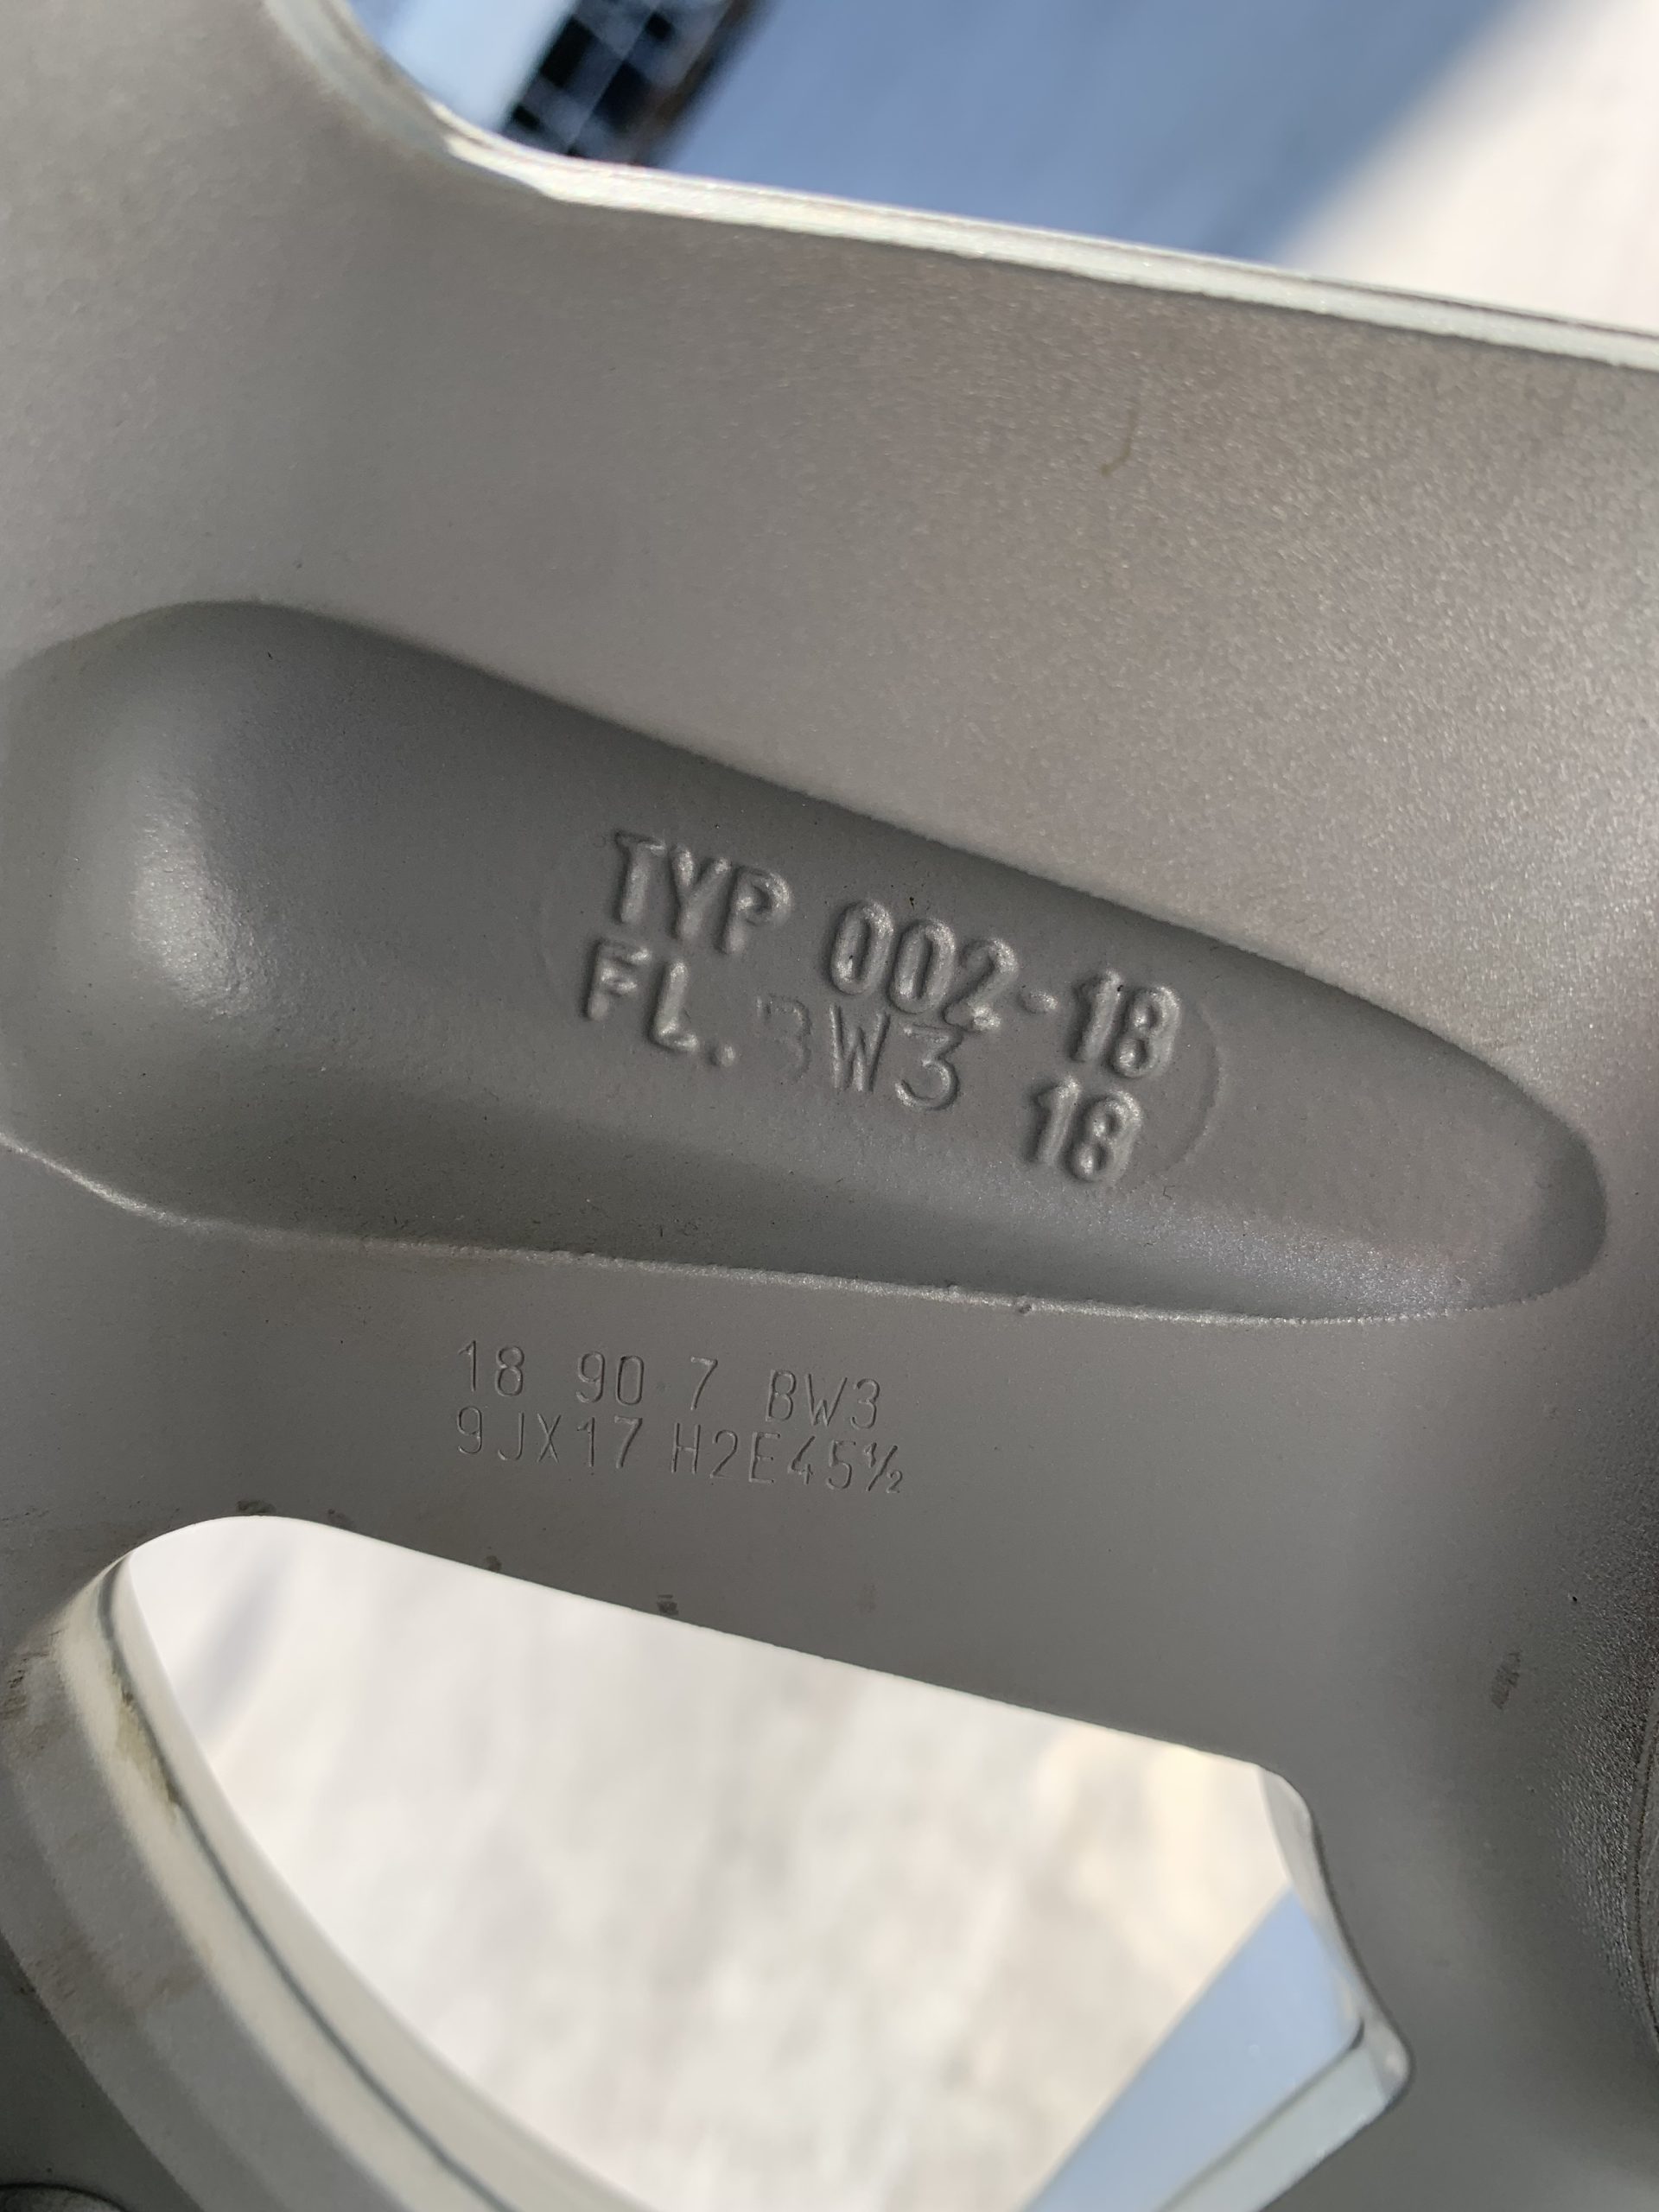 TYP 002-18
FL. BW3 18
18 90 7 BW3
9JX17 H2E45½